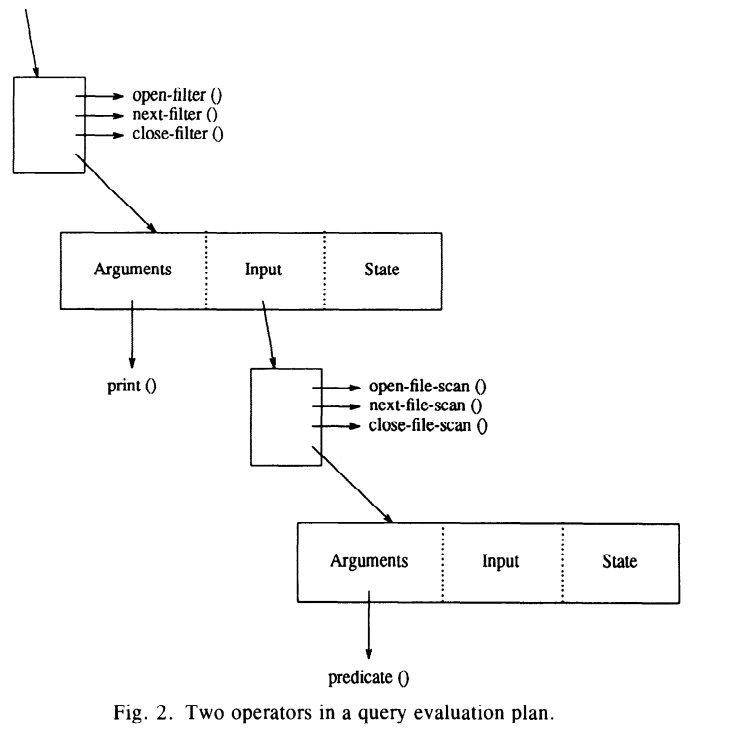 open-filter ()
next-filter ()
close-filter ()
Arguments
Input
State
print ()
open-file-scan ()
next-file-scan ()
close-file-scan ()
Arguments
Input
State
predicate ()
Fig. 2. Two operators in a query evaluation plan.